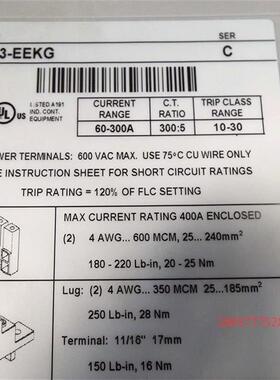 SER
3-EEKG
C
UL
US
LISTED A191
IND. CONT.
EQUIPMENT
CURRENT RANGE
C.T. RATIO
TRIP CLASS RANGE
60-300A
300:5
10-30
WER TERMINALS: 600 VAC MAX. USE 75°C CU WIRE ONLY
E INSTRUCTION SHEET FOR SHORT CIRCUIT RATINGS
TRIP RATING = 120% OF FLC SETTING
MAX CURRENT RATING 400A ENCLOSED
(2) 4 AWG... 600 MCM, 25... 240mm²
180 - 220 Lb-in, 20 - 25 Nm
Lug: (2) 4 AWG... 350 MCM 25...185mm²
250 Lb-in, 28 Nm
Terminal: 11/16" 17mm
150 Lb-in, 16 Nm